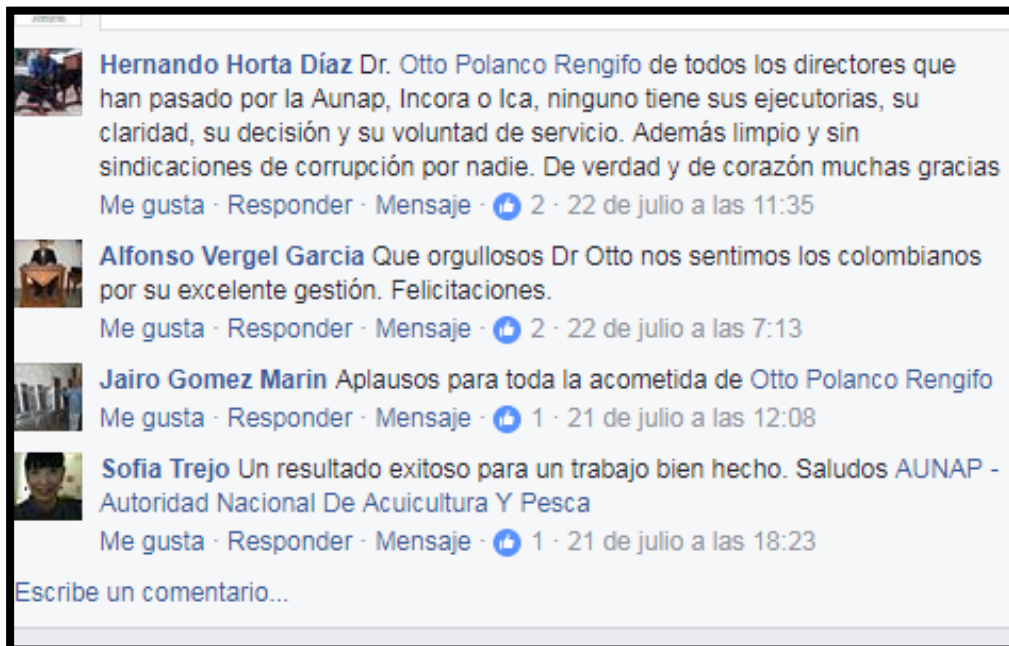 Hernando Horta Díaz Dr. Otto Polanco Rengifo de todos los directores que
han pasado por la Aunap, Incora o Ica, ninguno tiene sus ejecutorias, su
claridad, su decisión y su voluntad de servicio. Además limpio y sin
sindicaciones de corrupción por nadie. De verdad y de corazón muchas gracias
Me gusta · Responder · Mensaje · 2 · 22 de julio a las 11:35
Alfonso Vergel Garcia Que orgullosos Dr Otto nos sentimos los colombianos
por su excelente gestión. Felicitaciones.
Me gusta · Responder · Mensaje · 2 · 22 de julio a las 7:13
Jairo Gomez Marin Aplausos para toda la acometida de Otto Polanco Rengifo
Me gusta · Responder · Mensaje · 1 · 21 de julio a las 12:08
Sofia Trejo Un resultado exitoso para un trabajo bien hecho. Saludos AUNAP -
Autoridad Nacional De Acuicultura Y Pesca
Me gusta · Responder · Mensaje · 1 · 21 de julio a las 18:23
Escribe un comentario...